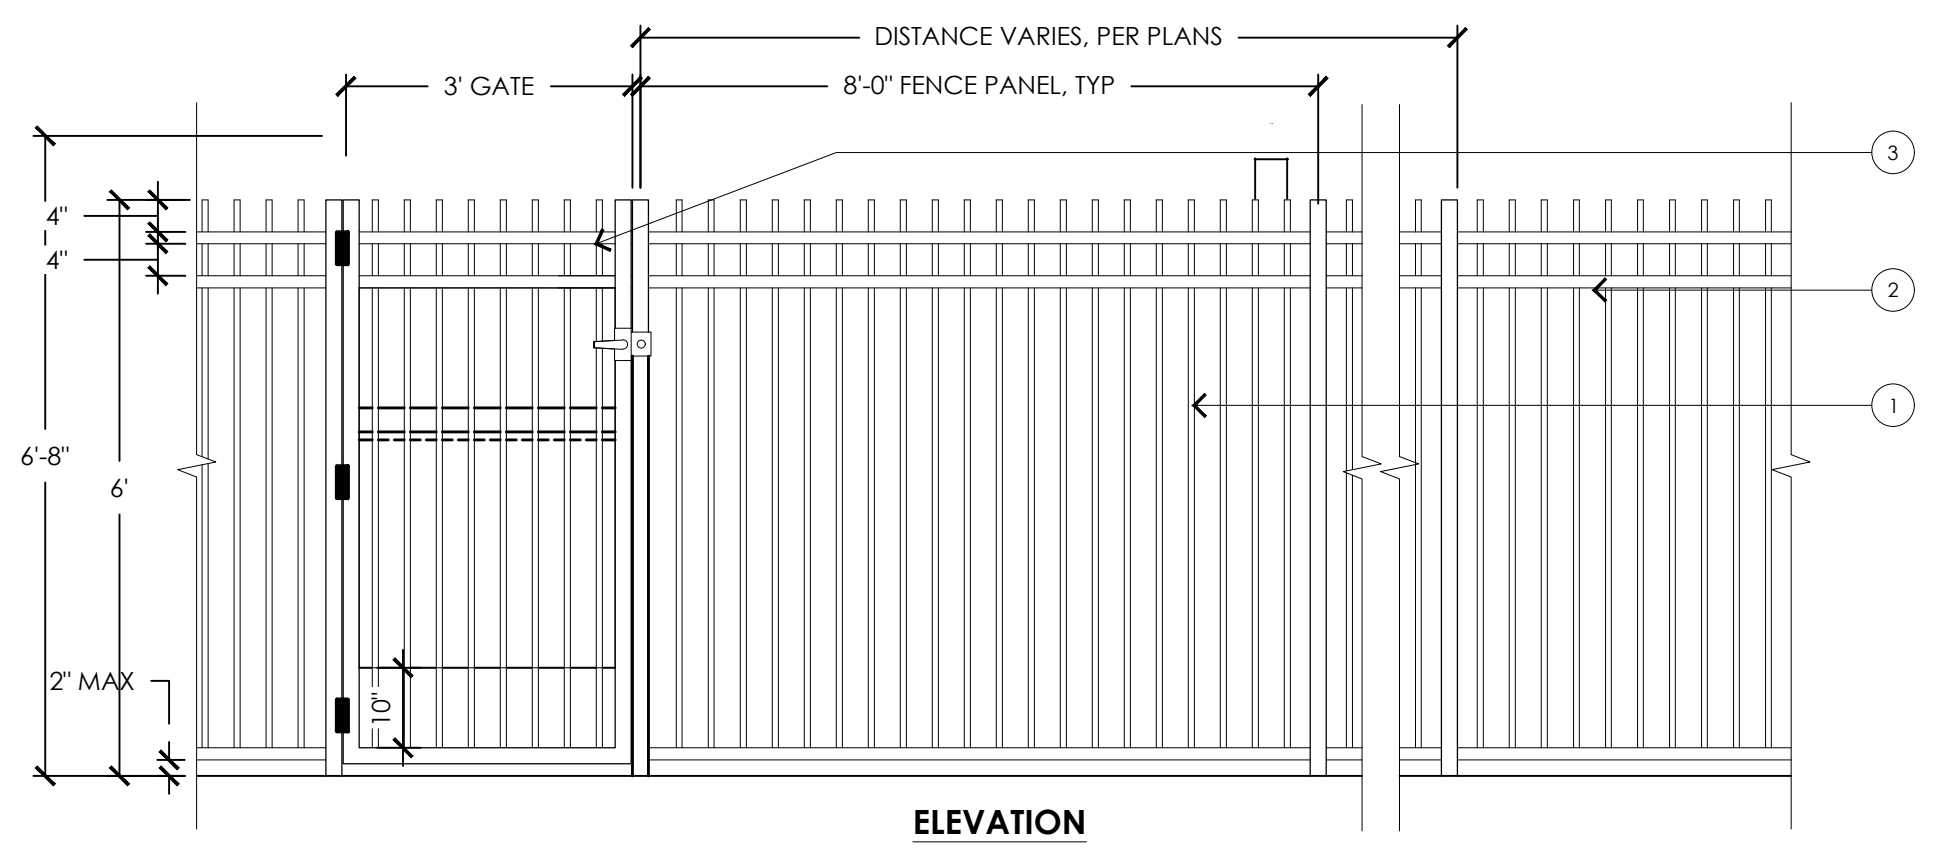 DISTANCE VARIES, PER PLANS
3' GATE
8'-0" FENCE PANEL, TYP
3
4"
4"
2
1
6'-8"
6'
2" MAX
10"
ELEVATION